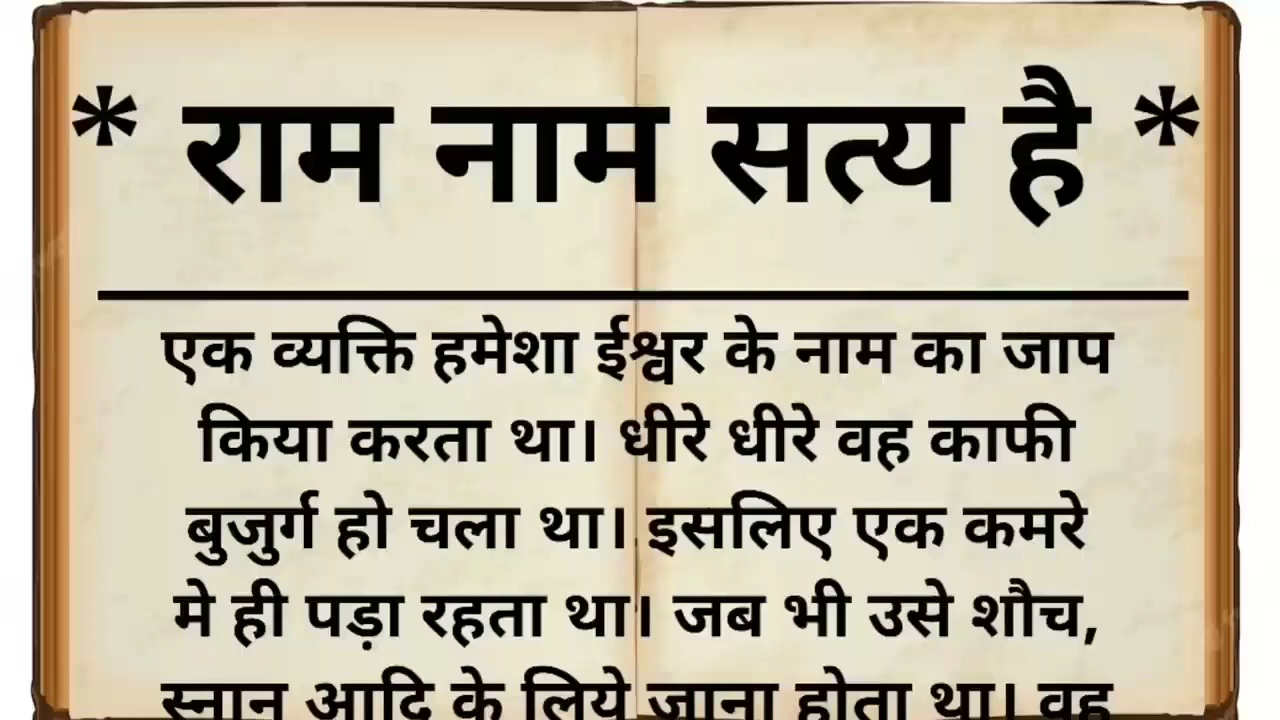 * राम नाम सत्य है *
एक व्यक्ति हमेशा ईश्वर के नाम का जाप
किया करता था। धीरे धीरे वह काफी
बुजुर्ग हो चला था। इसलिए एक कमरे
मे ही पड़ा रहता था। जब भी उसे शौच,
स्नान आदि के लिये जाना होता था। वह